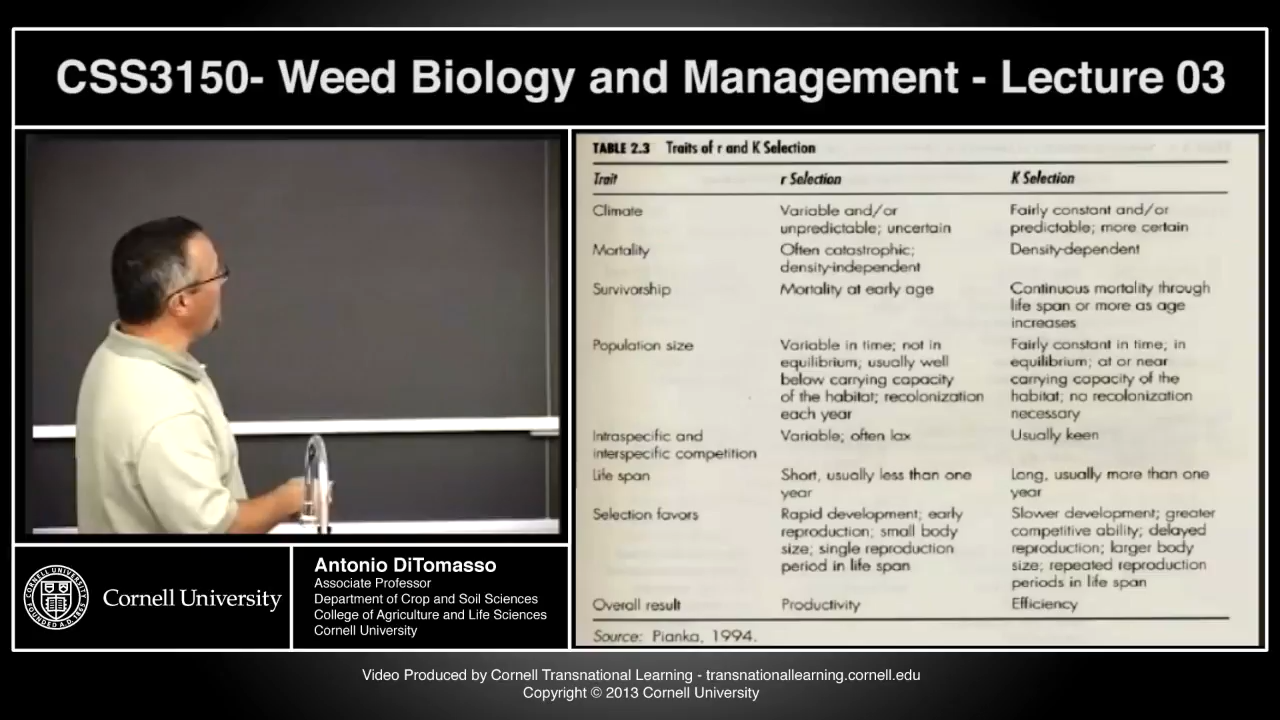 CSS3150- Weed Biology and Management - Lecture 03
TABLE 2.3 Traits of r and K Selection
Trait r Selection K Selection
Climate Variable and/or Fairly constant and/or
unpredictable; uncertain predictable; more certain
Mortality Often catastrophic; Density-dependent
density-independent
Survivorship Mortality at early age Continuous mortality through
life span or more as age
increases
Population size Variable in time; not in Fairly constant in time; in
equilibrium; usually well equilibrium; at or near
below carrying capacity carrying capacity of the
of the habitat; recolonization habitat; no recolonization
each year necessary
Intraspecific and Variable; often lax Usually keen
interspecific competition
Life span Short, usually less than one Long, usually more than one
year year
Selection favors Rapid development; early Slower development; greater
reproduction; small body competitive ability; delayed
size; single reproduction reproduction; larger body
period in life span size; repeated reproduction
periods in life span
Overall result Productivity Efficiency
Source: Pianka, 1994.
Cornell University
Antonio DiTomasso
Associate Professor
Department of Crop and Soil Sciences
College of Agriculture and Life Sciences
Cornell University
Video Produced by Cornell Transnational Learning - transnationallearning.cornell.edu
Copyright © 2013 Cornell University